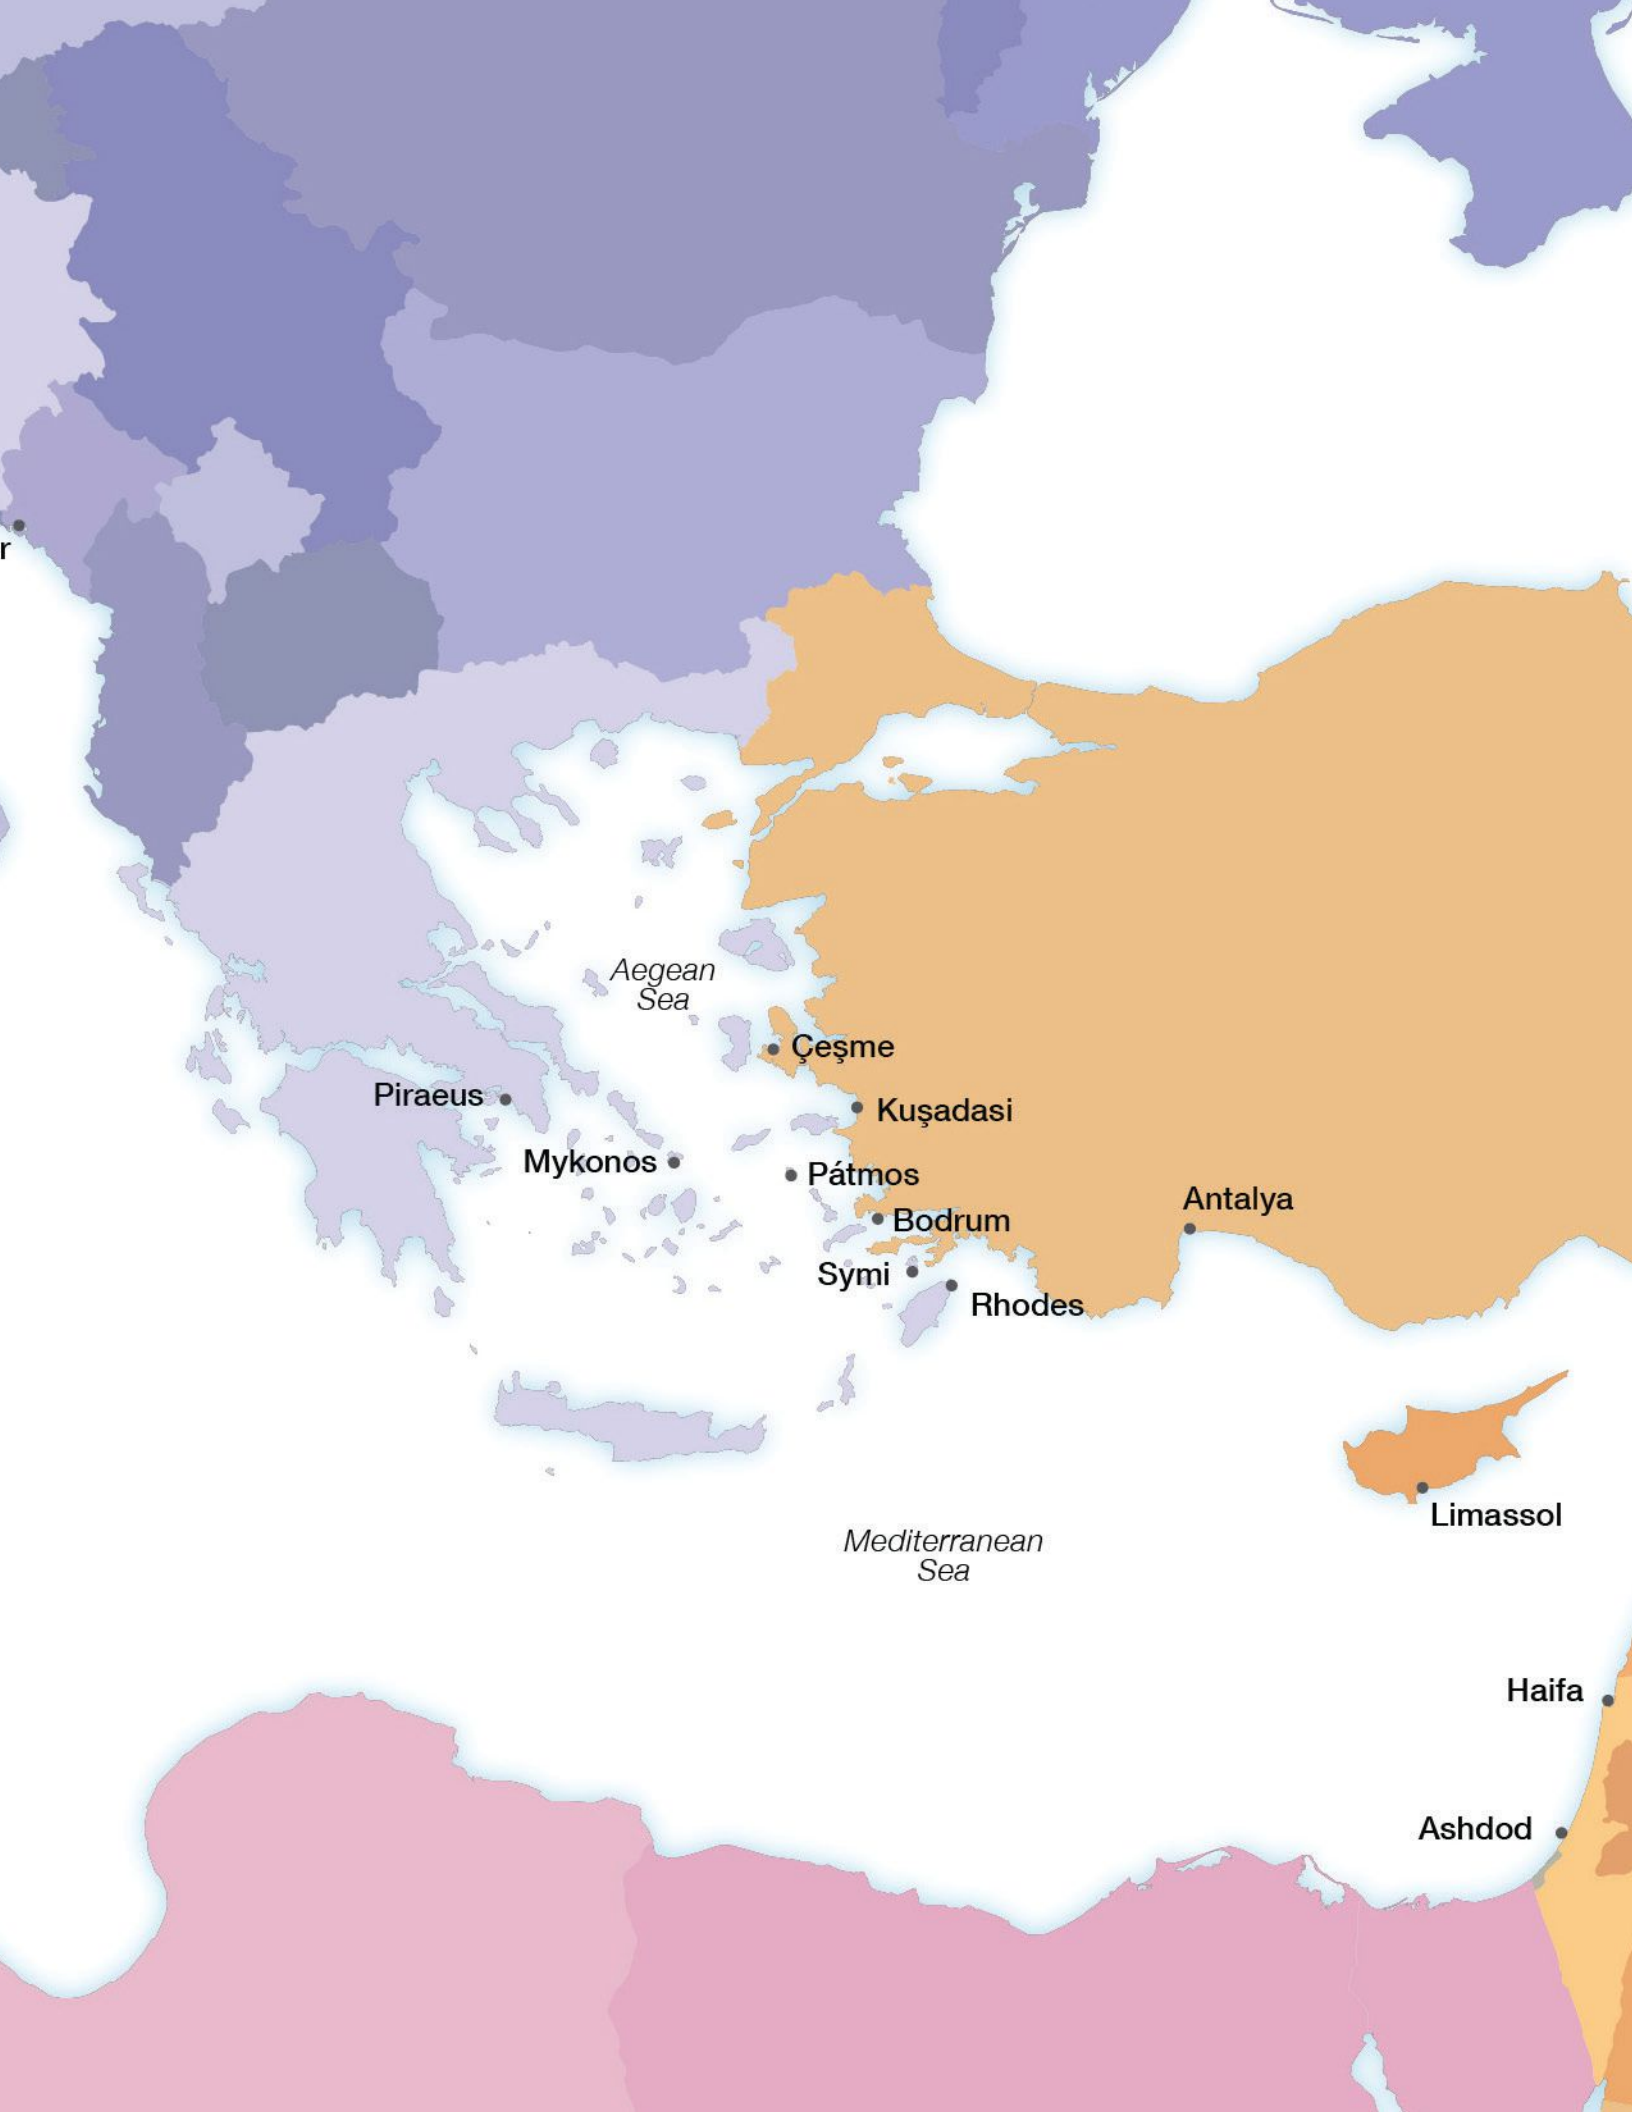 r
Aegean
Sea
Çeşme
Piraeus
Kuşadasi
Mykonos
Pátmos
Antalya
Bodrum
Symi
Rhodes
Limassol
Mediterranean
Sea
Haifa
Ashdod